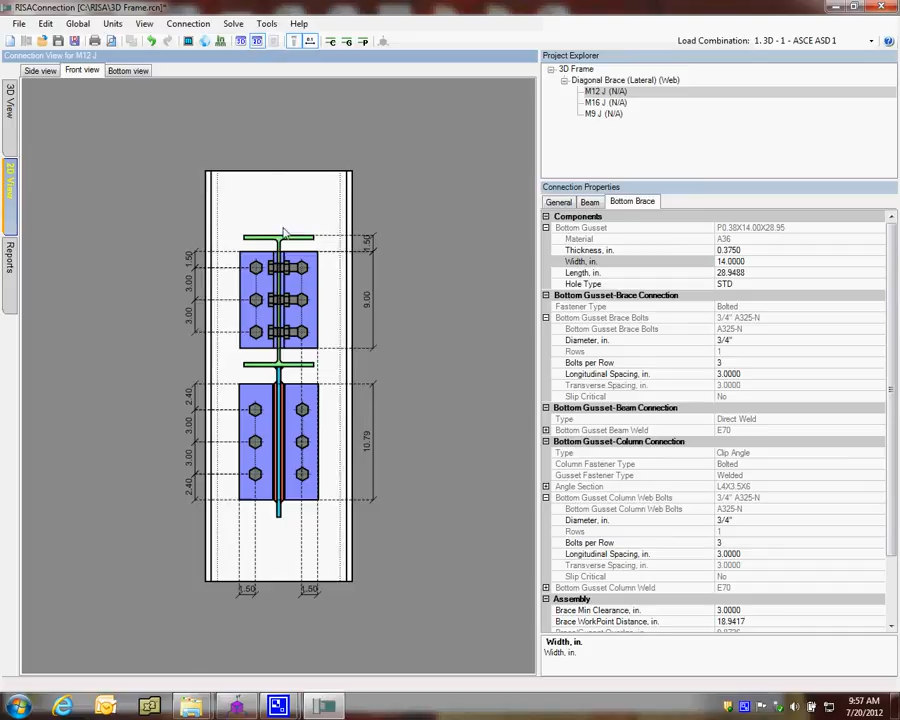 RISAConnection [C:\RISA\3D Frame.rcn]*
File Edit Global Units View Connection Solve Tools Help
3D 2D C G P Load Combination: 1. 3D - 1 - ASCE ASD 1
Connection View for M12 J
Side view Front view Bottom view
3D View
2D View
Reports
1.50
3.00
3.00
1.50
9.00
2.40
3.00
3.00
2.40
10.79
1.50 1.50
Project Explorer
3D Frame
Diagonal Brace (Lateral) (Web)
M12 J (N/A)
M16 J (N/A)
M9 J (N/A)
Connection Properties
General Beam Bottom Brace
Components
Bottom Gusset P0.38X14.00X28.95
Material A36
Thickness, in. 0.3750
Width, in. 14.0000
Length, in. 28.9488
Hole Type STD
Bottom Gusset-Brace Connection
Fastener Type Bolted
Bottom Gusset Brace Bolts 3/4" A325-N
Bottom Gusset Brace Bolts A325-N
Diameter, in. 3/4"
Rows 1
Bolts per Row 3
Longitudinal Spacing, in. 3.0000
Transverse Spacing, in. 3.0000
Slip Critical No
Bottom Gusset-Beam Connection
Type Direct Weld
Bottom Gusset Beam Weld E70
Bottom Gusset-Column Connection
Type Clip Angle
Column Fastener Type Bolted
Gusset Fastener Type Welded
Angle Section L4X3.5X6
Bottom Gusset Column Web Bolts 3/4" A325-N
Bottom Gusset Column Web Bolts A325-N
Diameter, in. 3/4"
Rows 1
Bolts per Row 3
Longitudinal Spacing, in. 3.0000
Transverse Spacing, in. 3.0000
Slip Critical No
Bottom Gusset Column Weld E70
Assembly
Brace Min Clearance, in. 3.0000
Brace WorkPoint Distance, in. 18.9417
Width, in.
Width, in.
9:57 AM
7/20/2012